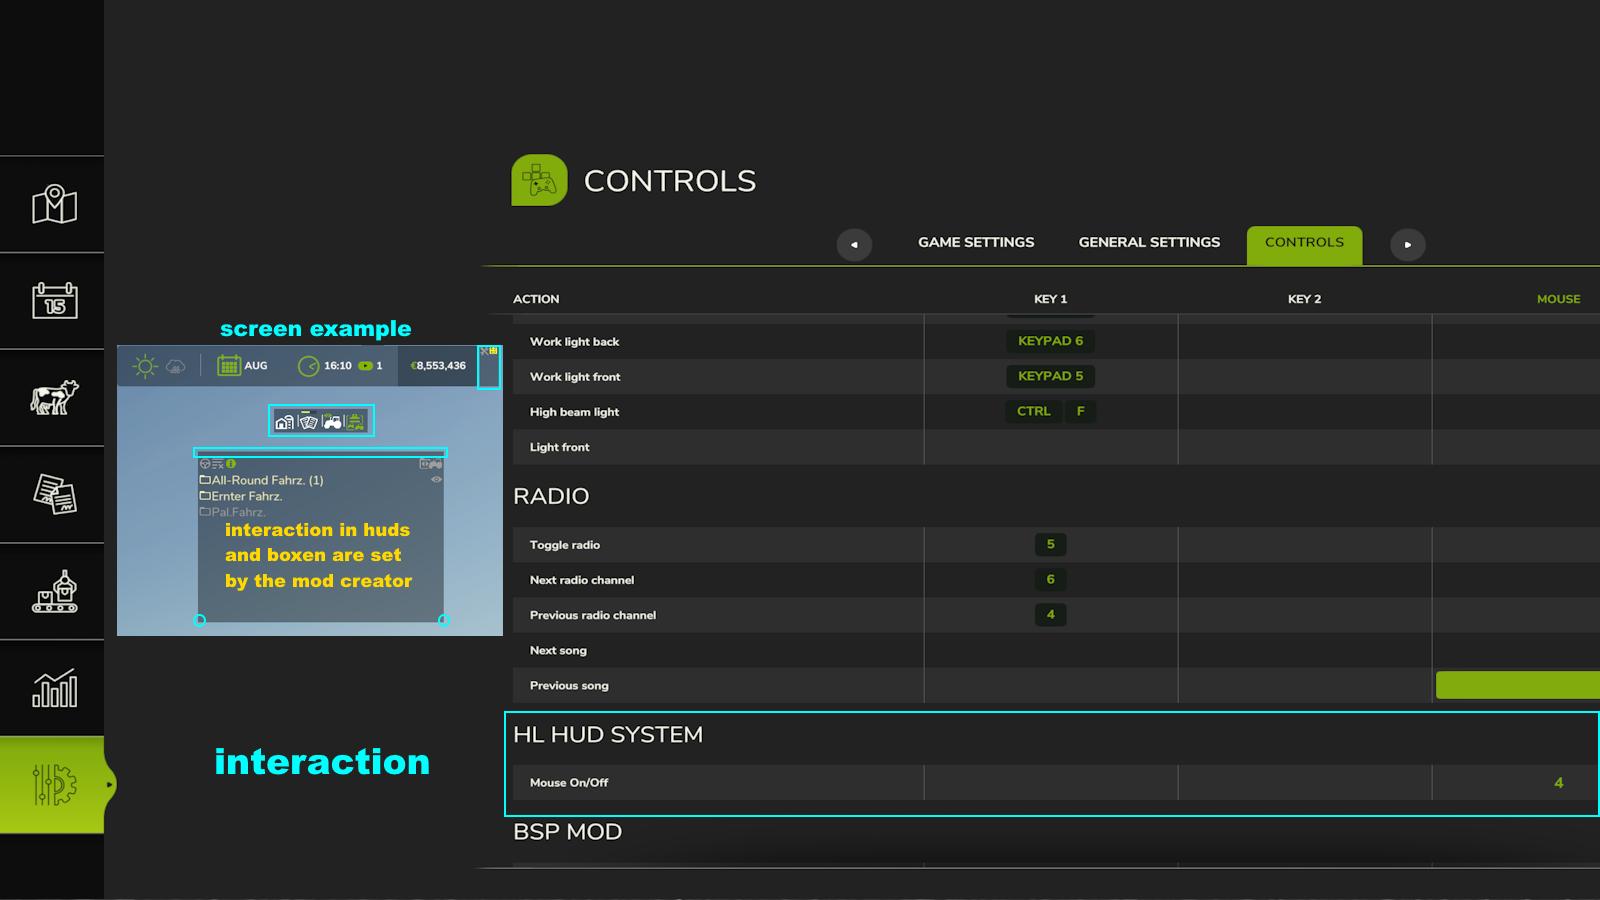 CONTROLS
GAME SETTINGS
GENERAL SETTINGS
CONTROLS
ACTION
KEY 1
KEY 2
MOUSE
Work light back
KEYPAD 6
Work light front
KEYPAD 5
High beam light
CTRL
F
Light front
RADIO
Toggle radio
5
Next radio channel
6
Previous radio channel
4
Next song
Previous song
HL HUD SYSTEM
Mouse On/Off
4
BSP MOD
15
screen example
AUG
16:10
1
€8,553,436
All-Round Fahrz. (1)
Ernter Fahrz.
Pal.Fahrz.
interaction in huds
and boxen are set
by the mod creator
interaction